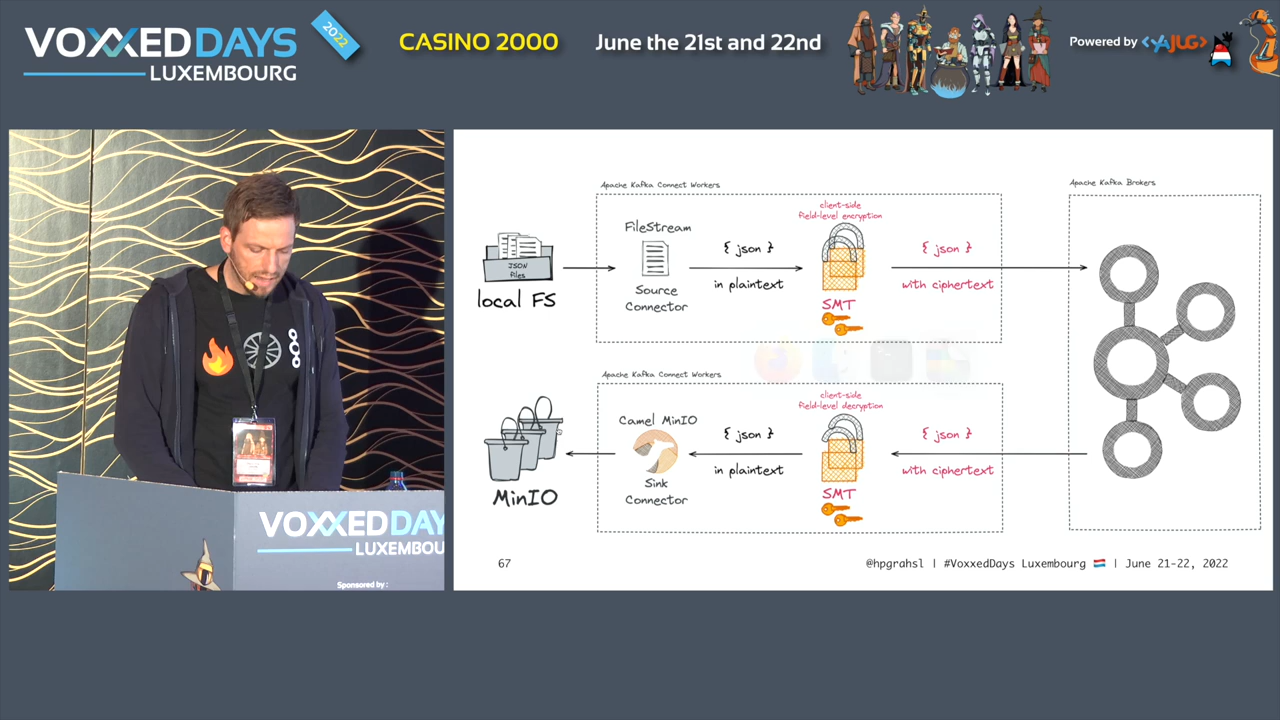 VOXXEDDAYS
LUXEMBOURG
2022
CASINO 2000
June the 21st and 22nd
Powered by <YAJUG>
VOXXEDDAY
LUXEMBOU
Sponsored by :
Apache Kafka Connect Workers
Apache Kafka Brokers
JSON
Files
local FS
FileStream
Source
Connector
{ json }
in plaintext
client-side
field-level encryption
SMT
{ json }
with ciphertext
Apache Kafka Connect Workers
MinIO
Camel MinIO
Sink
Connector
{ json }
in plaintext
client-side
field-level decryption
SMT
{ json }
with ciphertext
67
@hpgrahsl | #VoxxedDays Luxembourg 🇱🇺 | June 21-22, 2022